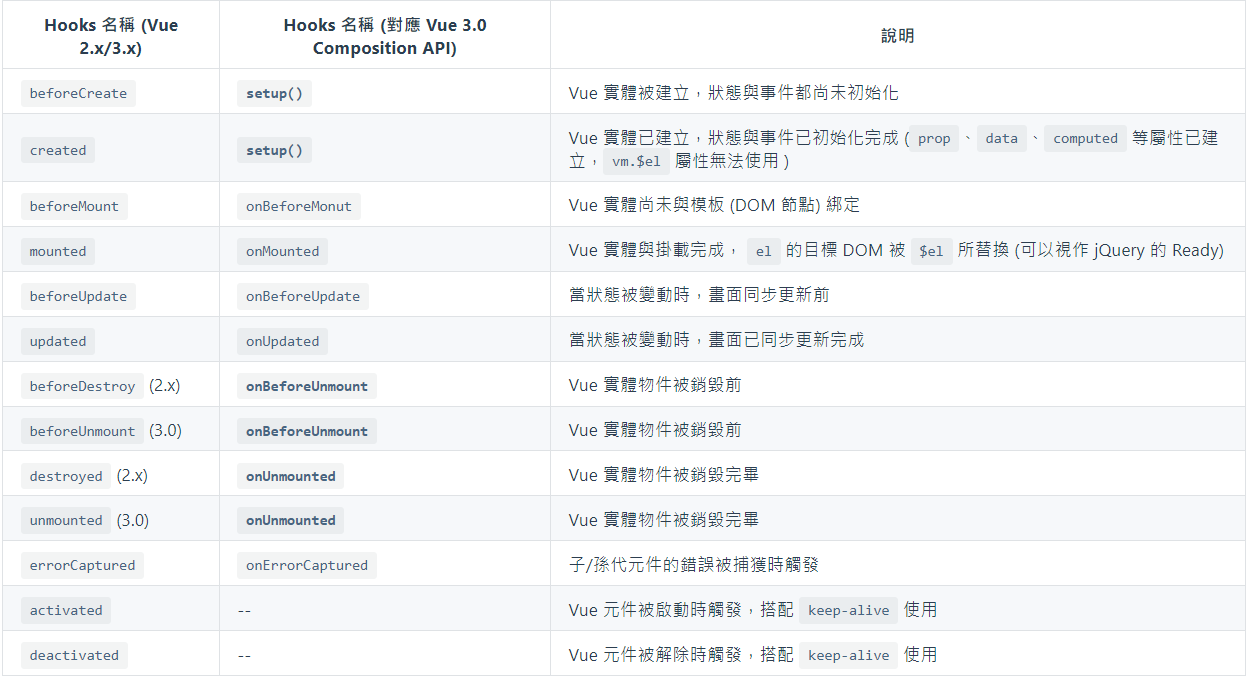 Hooks 名稱 (Vue 2.x/3.x) Hooks 名稱 (對應 Vue 3.0 Composition API) 說明
beforeCreate setup() Vue 實體被建立,狀態與事件都尚未初始化
created setup() Vue 實體已建立,狀態與事件已初始化完成 ( prop 、 data 、 computed 等屬性已建
立, vm.$el 屬性無法使用 )
beforeMount onBeforeMonut Vue 實體尚未與模板 (DOM 節點) 綁定
mounted onMounted Vue 實體與掛載完成, el 的目標 DOM 被 $el 所替換 (可以視作 jQuery 的 Ready)
beforeUpdate onBeforeUpdate 當狀態被變動時,畫面同步更新前
updated onUpdated 當狀態被變動時,畫面已同步更新完成
beforeDestroy (2.x) onBeforeUnmount Vue 實體物件被銷毀前
beforeUnmount (3.0) onBeforeUnmount Vue 實體物件被銷毀前
destroyed (2.x) onUnmounted Vue 實體物件被銷毀完畢
unmounted (3.0) onUnmounted Vue 實體物件被銷毀完畢
errorCaptured onErrorCaptured 子/孫代元件的錯誤被捕獲時觸發
activated -- Vue 元件被啟動時觸發,搭配 keep-alive 使用
deactivated -- Vue 元件被解除時觸發,搭配 keep-alive 使用